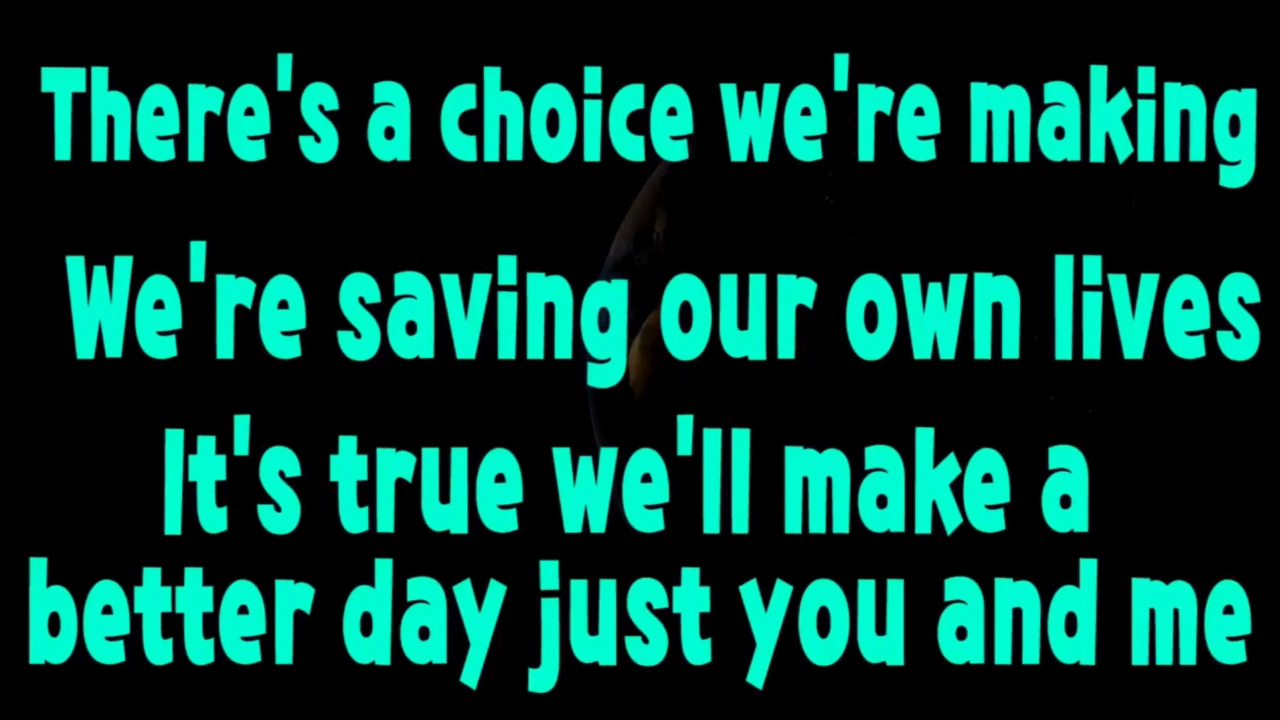 There's a choice we're making
We're saving our own lives
It's true we'll make a
better day just you and me